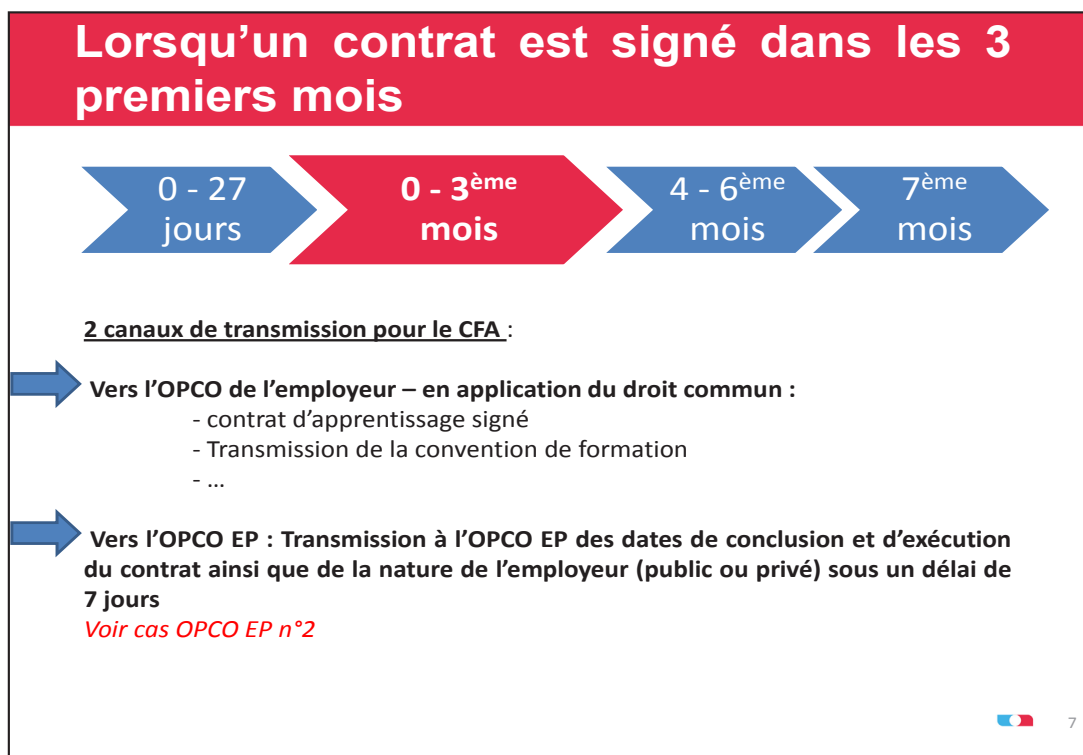 Lorsqu’un contrat est signé dans les 3
premiers mois
0 - 27
jours
0 - 3ème
mois
4 - 6ème
mois
7ème
mois
2 canaux de transmission pour le CFA :
Vers l’OPCO de l’employeur – en application du droit commun :
- contrat d’apprentissage signé
- Transmission de la convention de formation
- ...
Vers l’OPCO EP : Transmission à l’OPCO EP des dates de conclusion et d’exécution
du contrat ainsi que de la nature de l’employeur (public ou privé) sous un délai de
7 jours
Voir cas OPCO EP n°2
7